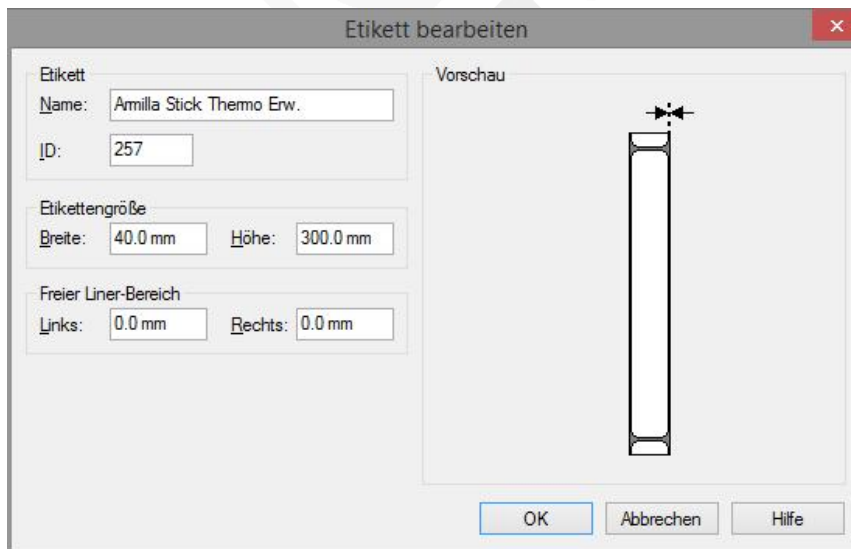 Etikett bearbeiten
Etikett
Name: Armilla Stick Thermo Erw.
ID: 257
Etikettengröße
Breite: 40.0 mm Höhe: 300.0 mm
Freier Liner-Bereich
Links: 0.0 mm Rechts: 0.0 mm
Vorschau
OK Abbrechen Hilfe